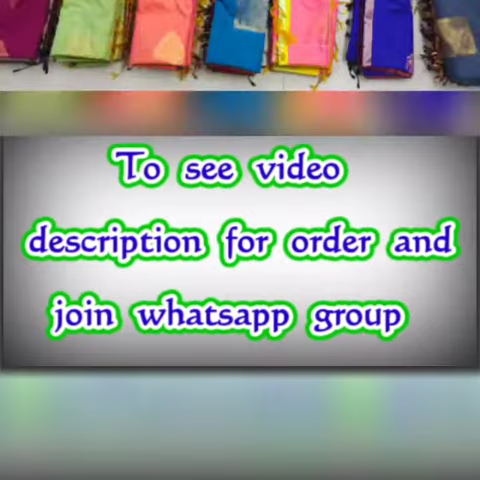 To see video
description for order and
join whatsapp group